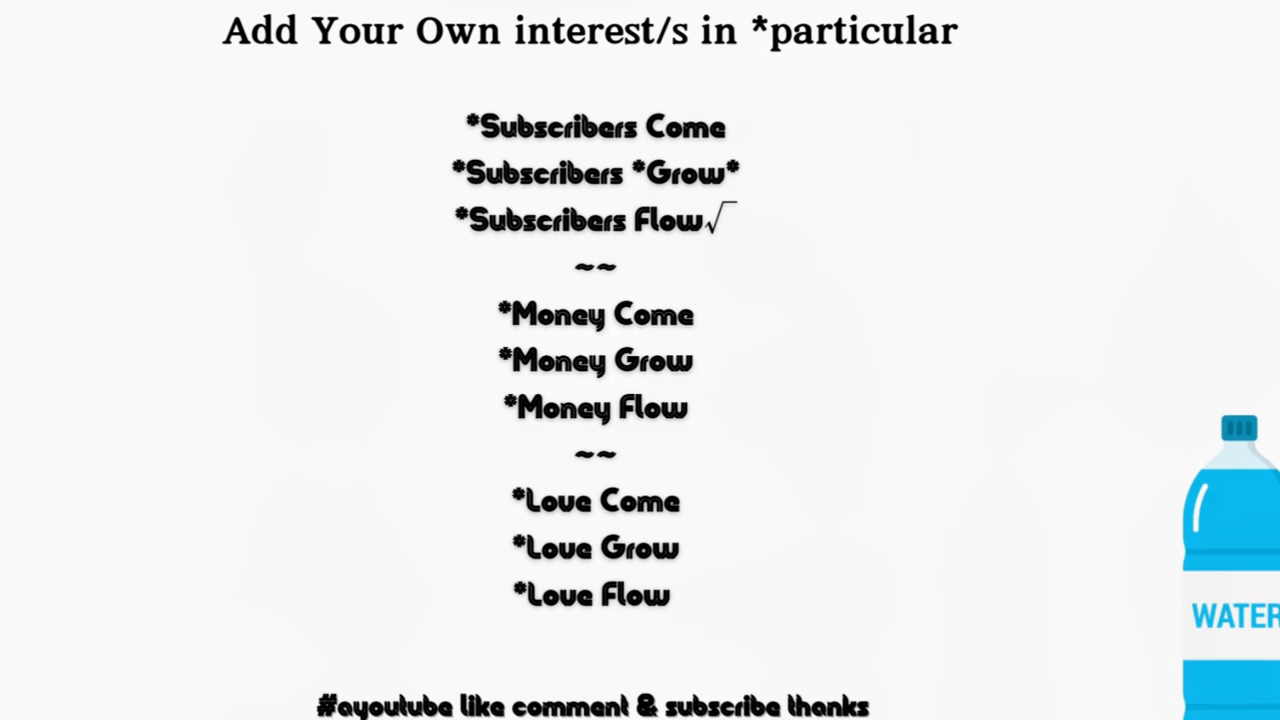 Add Your Own interest/s in *particular
*Subscribers Come
*Subscribers *Grow*
*Subscribers Flow√
~~
*Money Come
*Money Grow
*Money Flow
~~
*Love Come
*Love Grow
*Love Flow
WATER
#ayoutube like comment & subscribe thanks